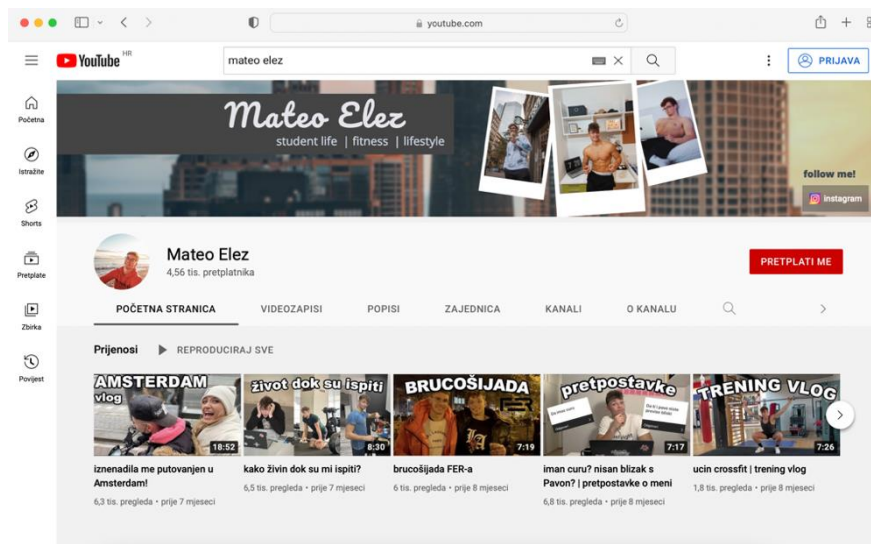 youtube.com
YouTube HR
mateo elez
PRIJAVA
Početna
Istražite
Shorts
Pretplate
Zbirka
Povijest
Mateo Elez
student life | fitness | lifestyle
follow me!
instagram
Mateo Elez
4,56 tis. pretplatnika
PRETPLATI ME
POČETNA STRANICA VIDEOZAPISI POPISI ZAJEDNICA KANALI O KANALU
Prijenosi REPRODUCIRAJ SVE
AMSTERDAM
vlog
18:52
iznenadila me putovanjem u
Amsterdam!
6,3 tis. pregleda • prije 7 mjeseci
život dok su ispiti
8:30
kako živin dok su mi ispiti?
6,5 tis. pregleda • prije 7 mjeseci
BRUCOŠIJADA
FER
7:19
brucošijada FER-a
6 tis. pregleda • prije 8 mjeseci
pretpostavke
7:17
iman curu? nisan blizak s
Pavon? | pretpostavke o meni
6,8 tis. pregleda • prije 8 mjeseci
TRENING VLOG
7:26
ucin crossfit | trening vlog
1,8 tis. pregleda • prije 8 mjeseci